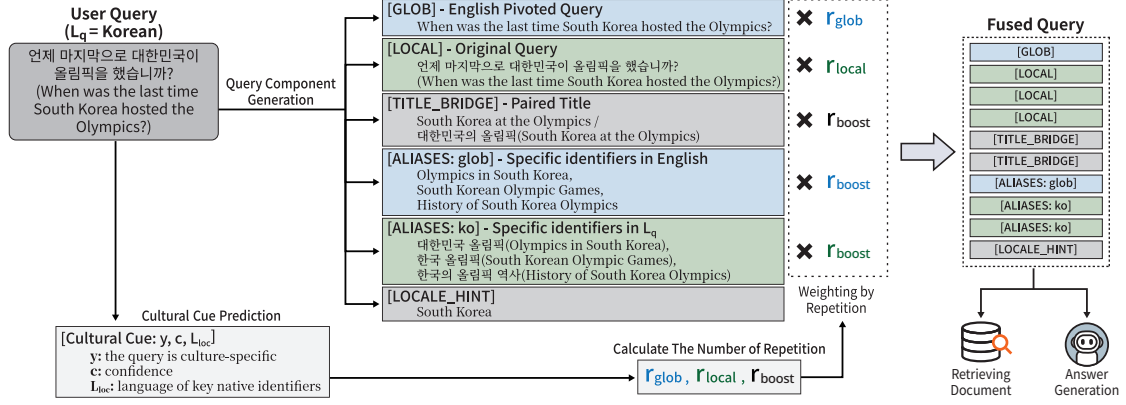 User Query
(Lq = Korean)
언제 마지막으로 대한민국이
올림픽을 했습니까?
(When was the last time
South Korea hosted the
Olympics?)
Query Component
Generation
[GLOB] - English Pivoted Query
When was the last time South Korea hosted the Olympics?
[LOCAL] - Original Query
언제 마지막으로 대한민국이 올림픽을 했습니까?
(When was the last time South Korea hosted the Olympics?)
[TITLE_BRIDGE] - Paired Title
South Korea at the Olympics /
대한민국의 올림픽(South Korea at the Olympics)
[ALIASES: glob] - Specific identifiers in English
Olympics in South Korea,
South Korean Olympic Games,
History of South Korea Olympics
[ALIASES: ko] - Specific identifiers in Lq
대한민국 올림픽(Olympics in South Korea),
한국 올림픽(South Korean Olympic Games),
한국의 올림픽 역사(History of South Korea Olympics)
[LOCALE_HINT]
South Korea
× rglob
× rlocal
× rboost
× rboost
× rboost
Weighting by
Repetition
Cultural Cue Prediction
[Cultural Cue: y, c, Lloc]
y: the query is culture-specific
c: confidence
Lloc: language of key native identifiers
Calculate The Number of Repetition
rglob , rlocal , rboost
Fused Query
[GLOB]
[LOCAL]
[LOCAL]
[LOCAL]
[TITLE_BRIDGE]
[TITLE_BRIDGE]
[ALIASES: glob]
[ALIASES: ko]
[ALIASES: ko]
[LOCALE_HINT]
Retrieving
Document
Answer
Generation